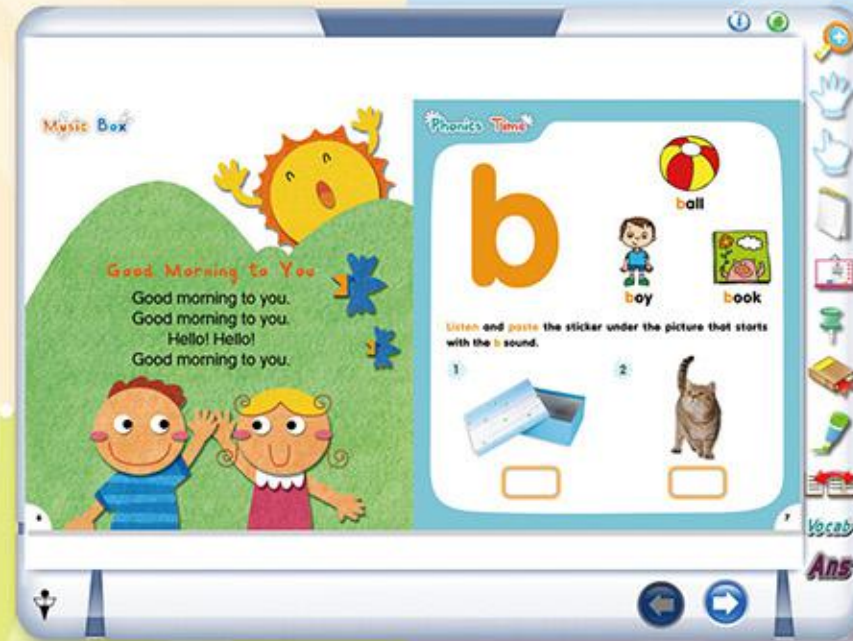 Music Box
Good Morning to You
Good morning to you.
Good morning to you.
Hello! Hello!
Good morning to you.
6
Phonics Time
b
ball
boy
book
Listen and paste the sticker under the picture that starts
with the b sound.
1
2
7
Vocab
Ans